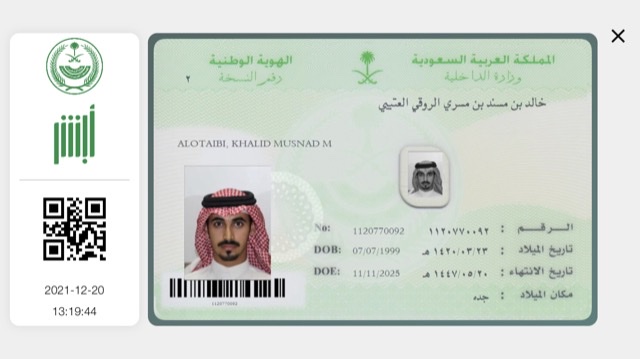 أبشر
2021-12-20
13:19:44
المملكة العربية السعودية
وزارة الداخلية
الهوية الوطنية
رقم النسخة ٢
خالد بن مسند بن مسري الروقي العتيبي
ALOTAIBI, KHALID MUSNAD M
No: 1120770092 الرقم : ١١٢٠٧٧٠٠٩٢
DOB: 07/07/1999 تاريخ الميلاد : ١٤٢٠/٠٣/٢٣ هـ
DOE: 11/11/2025 تاريخ الانتهاء : ١٤٤٧/٠٥/٢٠ هـ
مكان الميلاد : جده
1120770092